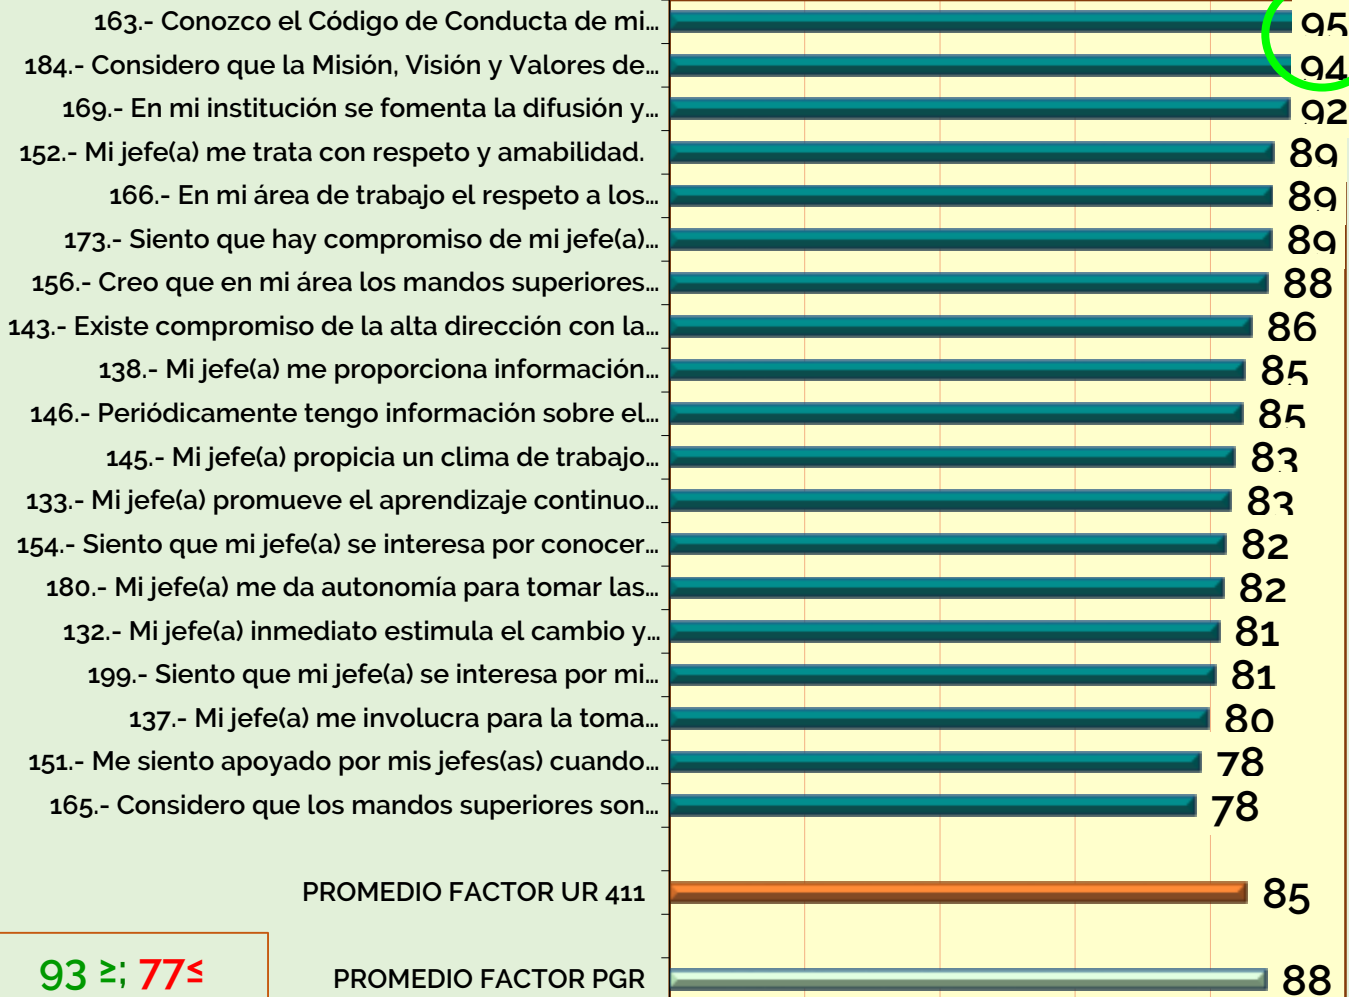 163.- Conozco el Código de Conducta de mi... 95
184.- Considero que la Misión, Visión y Valores de... 94
169.- En mi institución se fomenta la difusión y... 92
152.- Mi jefe(a) me trata con respeto y amabilidad. 89
166.- En mi área de trabajo el respeto a los... 89
173.- Siento que hay compromiso de mi jefe(a)... 89
156.- Creo que en mi área los mandos superiores... 88
143.- Existe compromiso de la alta dirección con la... 86
138.- Mi jefe(a) me proporciona información... 85
146.- Periódicamente tengo información sobre el... 85
145.- Mi jefe(a) propicia un clima de trabajo... 83
133.- Mi jefe(a) promueve el aprendizaje continuo... 83
154.- Siento que mi jefe(a) se interesa por conocer... 82
180.- Mi jefe(a) me da autonomía para tomar las... 82
132.- Mi jefe(a) inmediato estimula el cambio y... 81
199.- Siento que mi jefe(a) se interesa por mi... 81
137.- Mi jefe(a) me involucra para la toma... 80
151.- Me siento apoyado por mis jefes(as) cuando... 78
165.- Considero que los mandos superiores son... 78
PROMEDIO FACTOR UR 411 85
93 ≥; 77≤
PROMEDIO FACTOR PGR 88